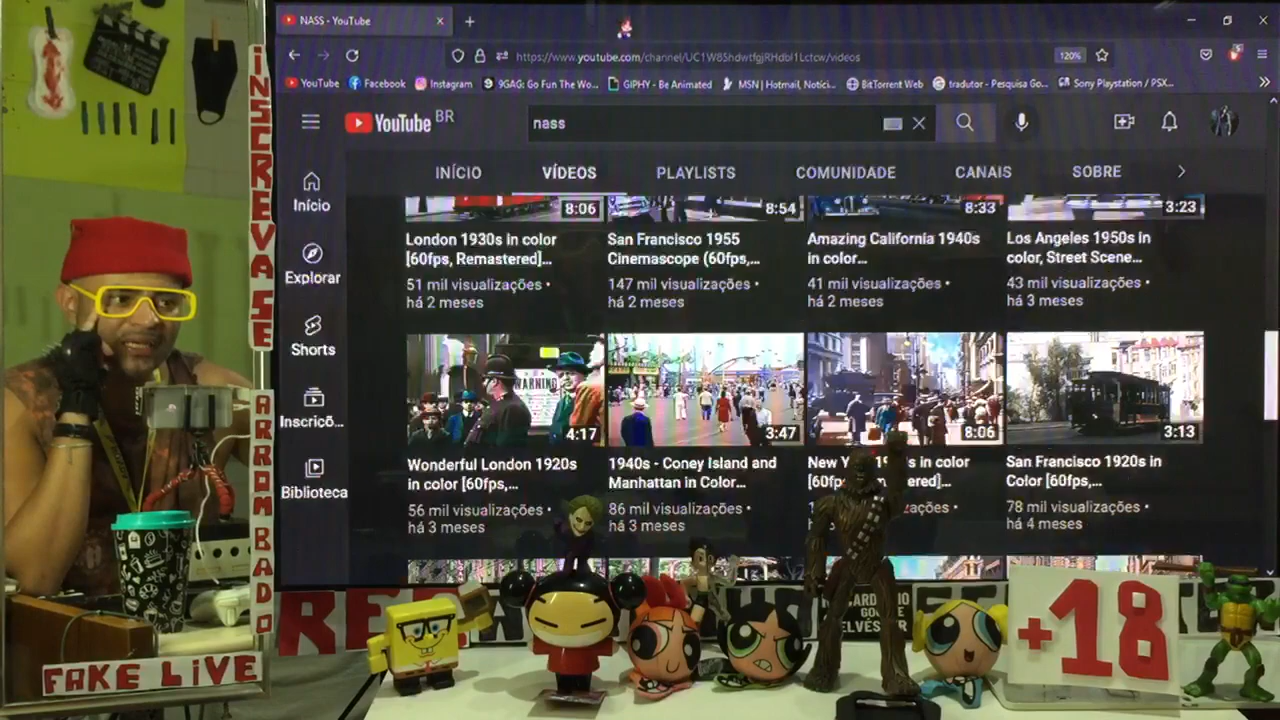 NASS - YouTube
https://www.youtube.com/channel/UC1W8ShdwtfgjRHdbl1Lctcw/videos
120%
YouTube
Facebook
Instagram
9GAG: Go Fun The Wo...
GIPHY - Be Animated
MSN | Hotmail, Notíci...
BitTorrent Web
tradutor - Pesquisa Go...
Sony Playstation / PSX...
YouTube BR
nass
INÍCIO
VÍDEOS
PLAYLISTS
COMUNIDADE
CANAIS
SOBRE
Início
Explorar
Shorts
Inscriçõ...
Biblioteca
8:06
8:54
8:33
3:23
London 1930s in color
[60fps, Remastered]...
51 mil visualizações •
há 2 meses
San Francisco 1955
Cinemascope (60fps,...
147 mil visualizações •
há 2 meses
Amazing California 1940s
in color...
41 mil visualizações •
há 2 meses
Los Angeles 1950s in
color, Street Scene...
43 mil visualizações •
há 3 meses
WARNING
4:17
3:47
8:06
3:13
Wonderful London 1920s
in color [60fps,...
56 mil visualizações •
há 3 meses
1940s - Coney Island and
Manhattan in Color...
86 mil visualizações •
há 3 meses
in color
há 3 meses
San Francisco 1920s in
Color [60fps,...
78 mil visualizações •
há 4 meses
INSCREVA SE
ARROMBADO
FAKE LIVE
+18